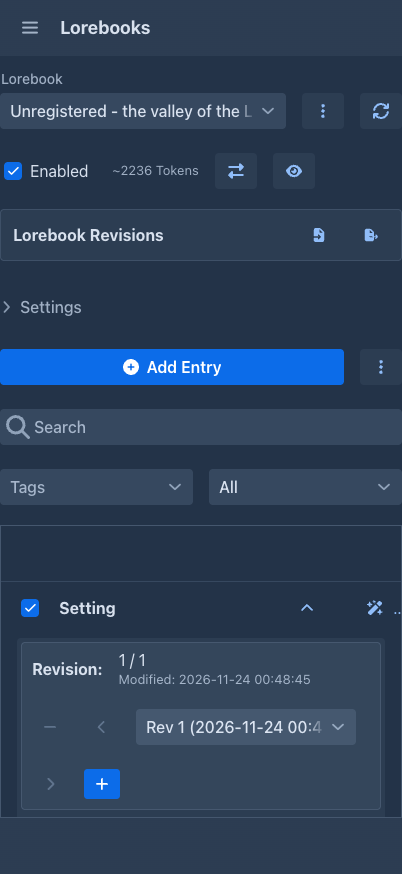 Lorebooks
Lorebook
Unregistered - the valley of the L
Enabled ~2236 Tokens
Lorebook Revisions
Settings
Add Entry
Search
Tags All
Setting ..
Revision: 1 / 1
Modified: 2026-11-24 00:48:45
Rev 1 (2026-11-24 00:4